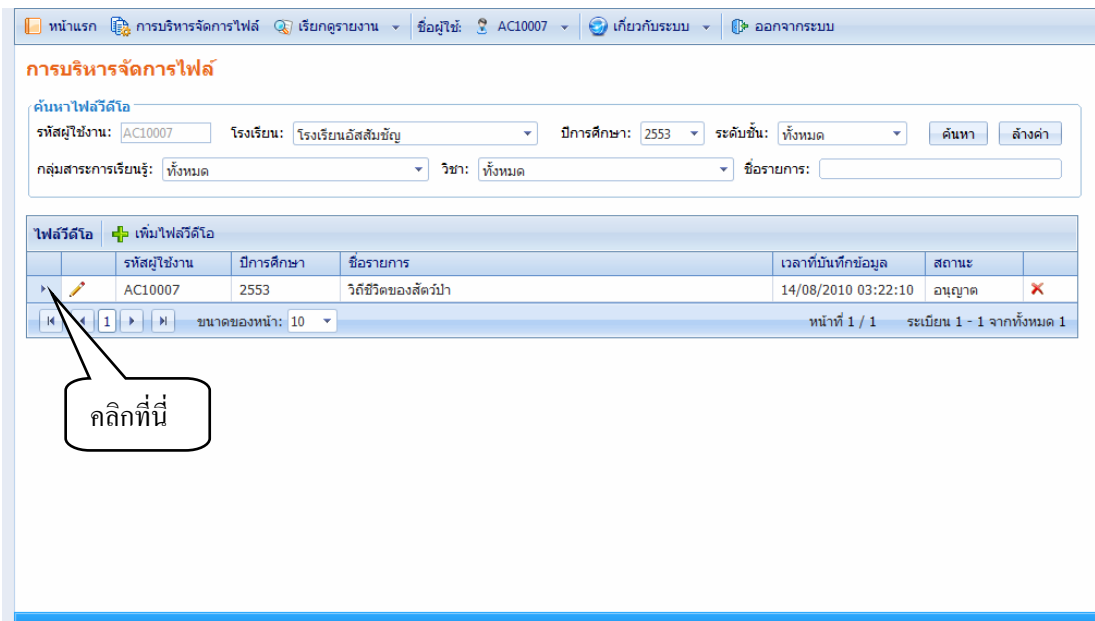 หน้าแรก การบริหารจัดการไฟล์ เรียกดูรายงาน ชื่อผู้ใช้: AC10007 เกี่ยวกับระบบ ออกจากระบบ
การบริหารจัดการไฟล์
ค้นหาไฟล์วีดีโอ
รหัสผู้ใช้งาน: AC10007 โรงเรียน: โรงเรียนอัสสัมชัญ ปีการศึกษา: 2553 ระดับชั้น: ทั้งหมด ค้นหา ล้างค่า
กลุ่มสาระการเรียนรู้: ทั้งหมด วิชา: ทั้งหมด ชื่อรายการ:
ไฟล์วีดีโอ เพิ่มไฟล์วีดีโอ
รหัสผู้ใช้งาน ปีการศึกษา ชื่อรายการ เวลาที่บันทึกข้อมูล สถานะ
AC10007 2553 วิถีชีวิตของสัตว์ป่า 14/08/2010 03:22:10 อนุญาต
1 ขนาดของหน้า: 10 หน้าที่ 1 / 1 ระเบียน 1 - 1 จากทั้งหมด 1
คลิกที่นี่